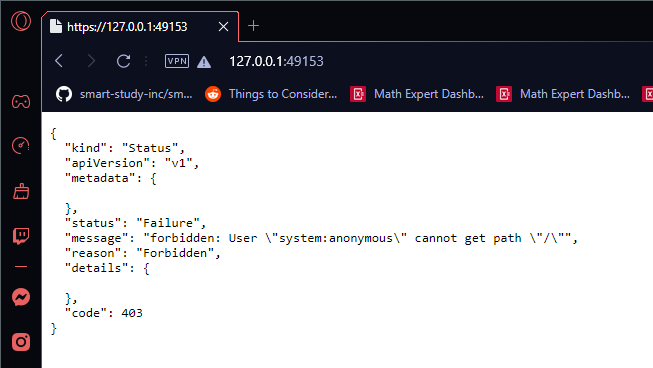 https://127.0.0.1:49153
VPN
127.0.0.1:49153
smart-study-inc/sm...
Things to Consider...
Math Expert Dashb...
Math Expert Dashb...
{
  "kind": "Status",
  "apiVersion": "v1",
  "metadata": {

  },
  "status": "Failure",
  "message": "forbidden: User \"system:anonymous\" cannot get path \"/\"",
  "reason": "Forbidden",
  "details": {

  },
  "code": 403
}